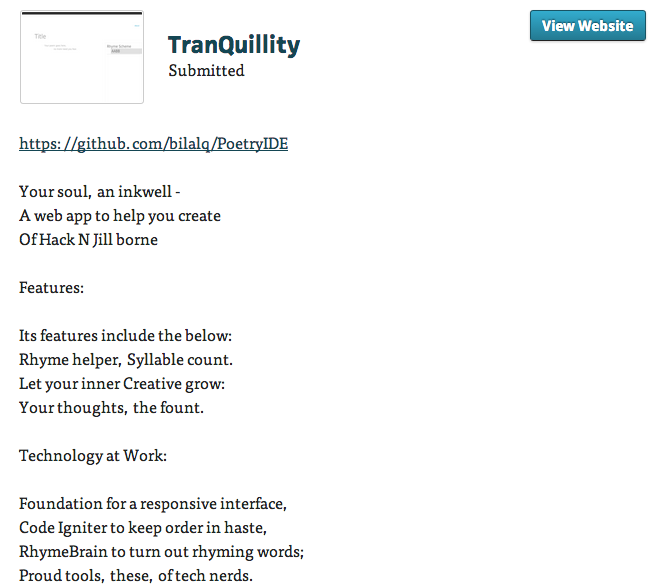 Title
Rhyme Scheme
TranQuillity
Submitted
View Website
https://github.com/bilalq/PoetryIDE
Your soul, an inkwell -
A web app to help you create
Of Hack N Jill borne
Features:
Its features include the below:
Rhyme helper, Syllable count.
Let your inner Creative grow:
Your thoughts, the fount.
Technology at Work:
Foundation for a responsive interface,
Code Igniter to keep order in haste,
RhymeBrain to turn out rhyming words;
Proud tools, these, of tech nerds.